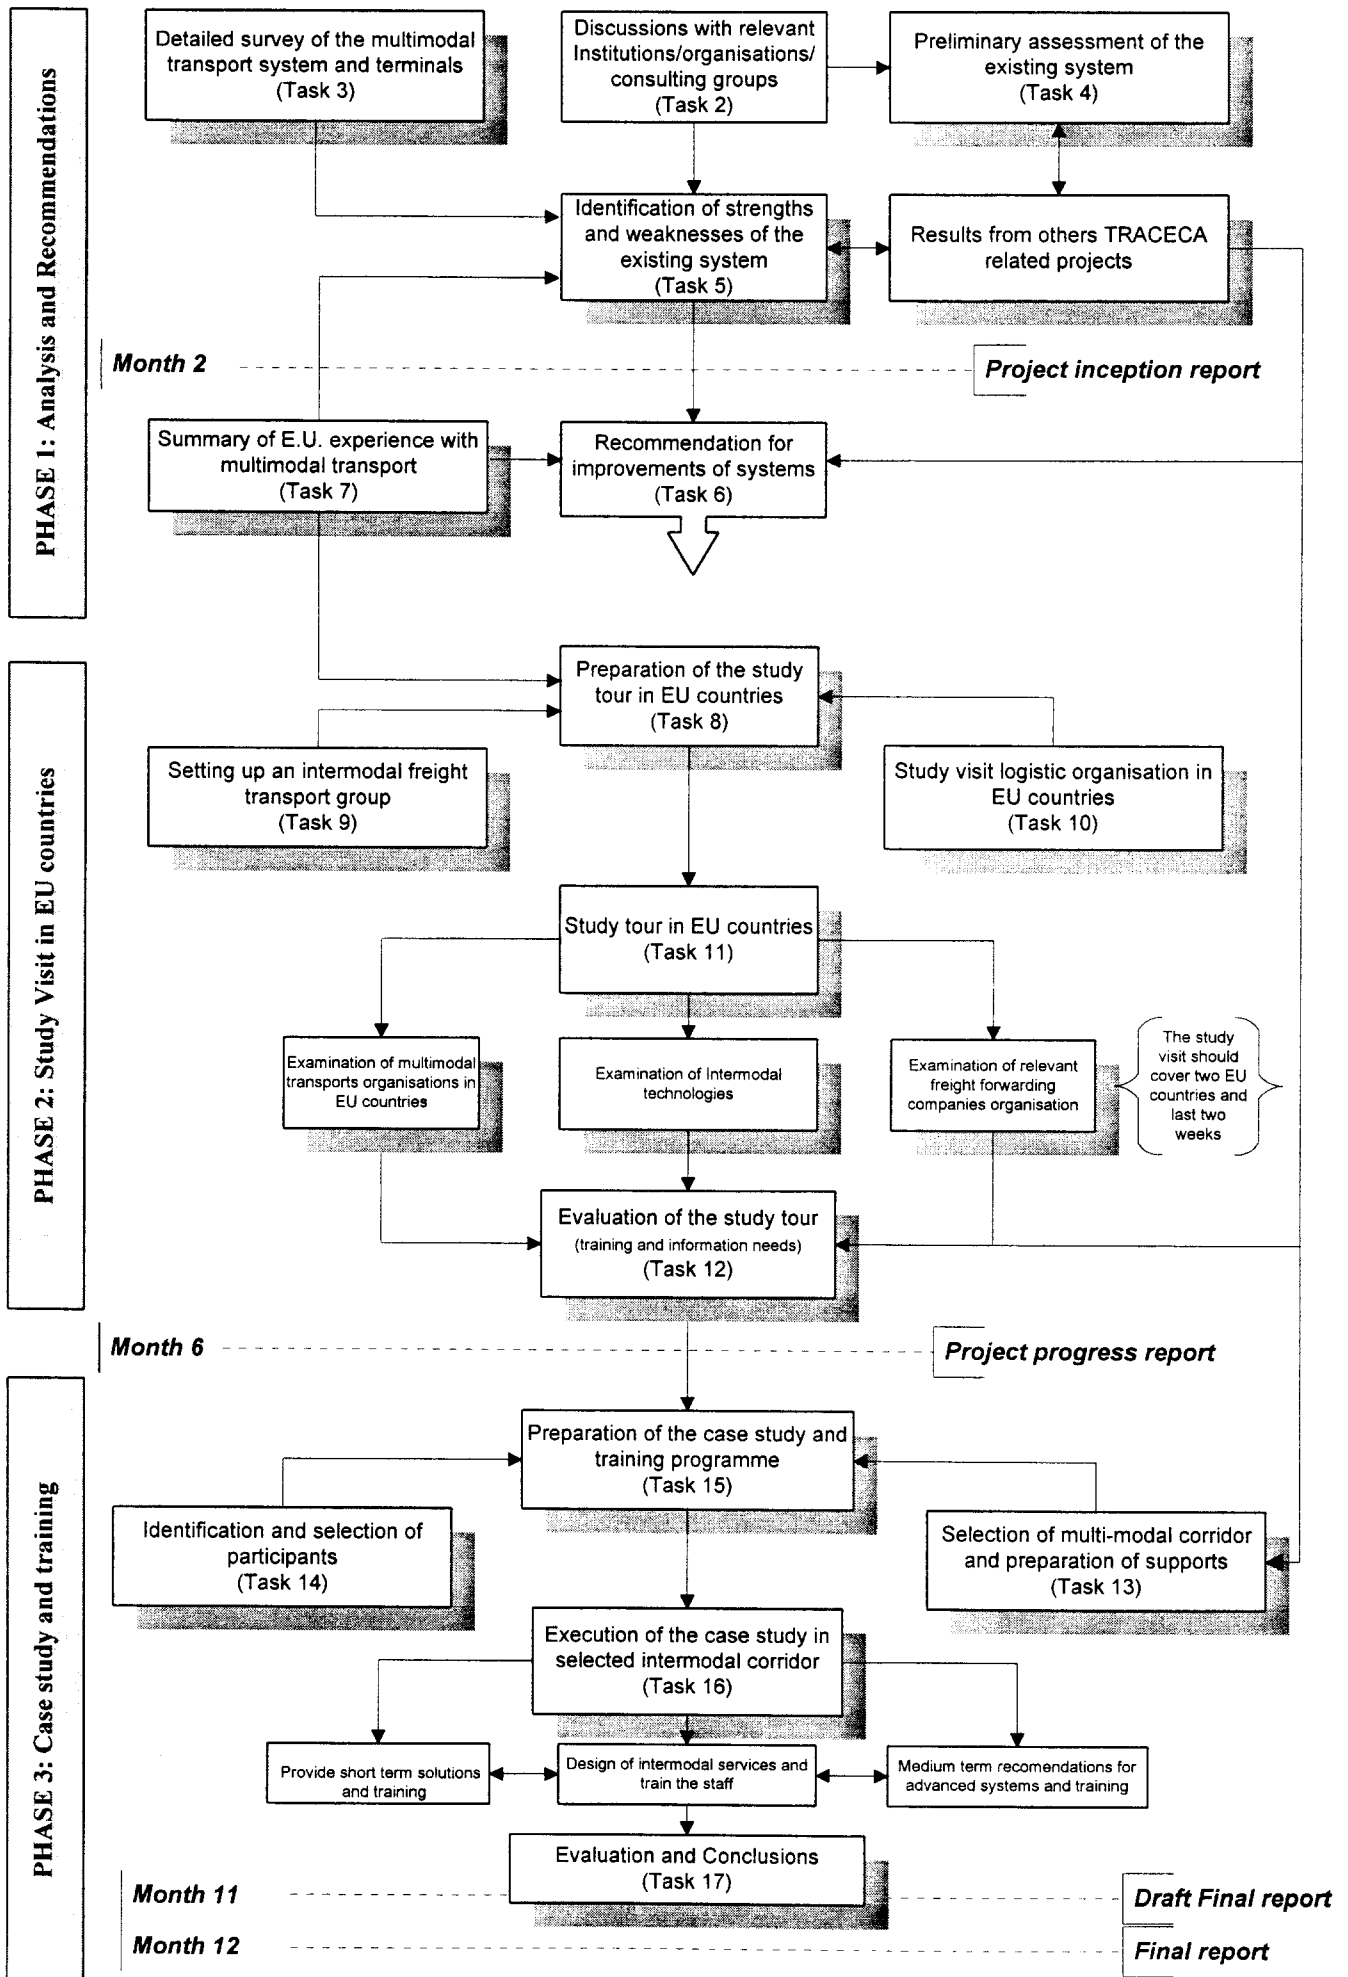 PHASE 1: Analysis and Recommendations
Detailed survey of the multimodal
transport system and terminals
(Task 3)
Discussions with relevant
Institutions/organisations/
consulting groups
(Task 2)
Preliminary assessment of the
existing system
(Task 4)
Identification of strengths
and weaknesses of the
existing system
(Task 5)
Results from others TRACECA
related projects
Month 2
Project inception report
Summary of E.U. experience with
multimodal transport
(Task 7)
Recommendation for
improvements of systems
(Task 6)
PHASE 2: Study Visit in EU countries
Preparation of the study
tour in EU countries
(Task 8)
Setting up an intermodal freight
transport group
(Task 9)
Study visit logistic organisation in
EU countries
(Task 10)
Study tour in EU countries
(Task 11)
Examination of multimodal
transports organisations in
EU countries
Examination of Intermodal
technologies
Examination of relevant
freight forwarding
companies organisation
The study
visit should
cover two EU
countries and
last two
weeks
Evaluation of the study tour
(training and information needs)
(Task 12)
Month 6
Project progress report
PHASE 3: Case study and training
Preparation of the case study and
training programme
(Task 15)
Identification and selection of
participants
(Task 14)
Selection of multi-modal corridor
and preparation of supports
(Task 13)
Execution of the case study in
selected intermodal corridor
(Task 16)
Provide short term solutions
and training
Design of intermodal services and
train the staff
Medium term recomendations for
advanced systems and training
Evaluation and Conclusions
(Task 17)
Month 11
Draft Final report
Month 12
Final report